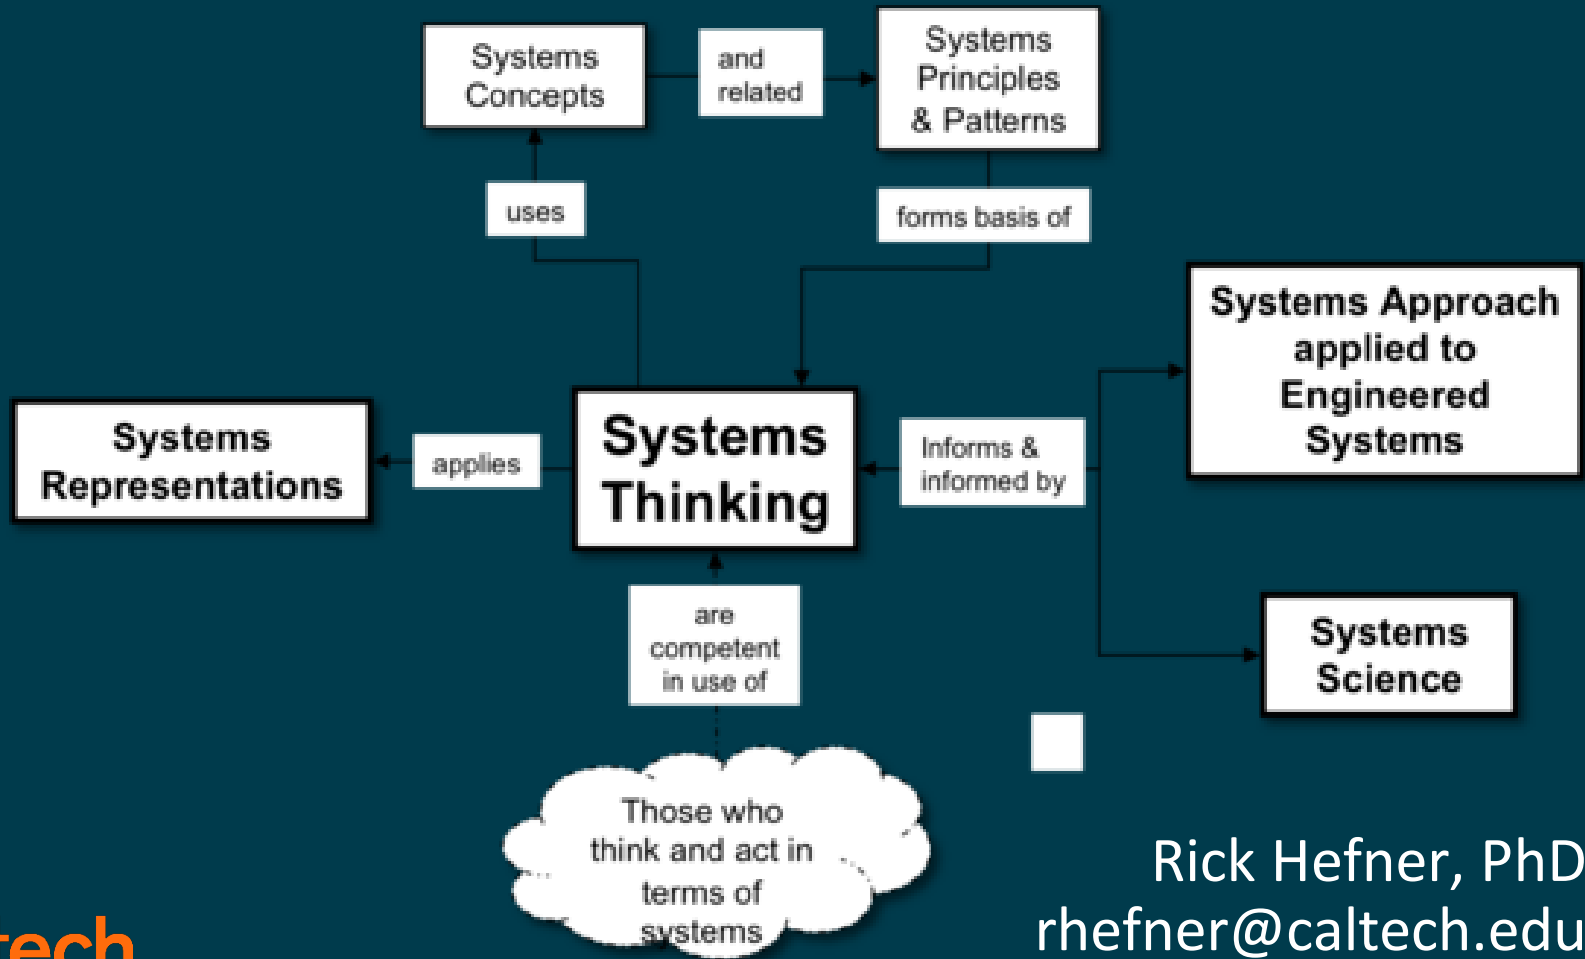 Systems
Concepts
and
related
Systems
Principles
& Patterns
uses
forms basis of
Systems Approach
applied to
Engineered
Systems
Systems
Representations
applies
Systems
Thinking
Informs &
informed by
are
competent
in use of
Systems
Science
Those who
think and act in
terms of
systems
Rick Hefner, PhD
rhefner@caltech.edu
tech